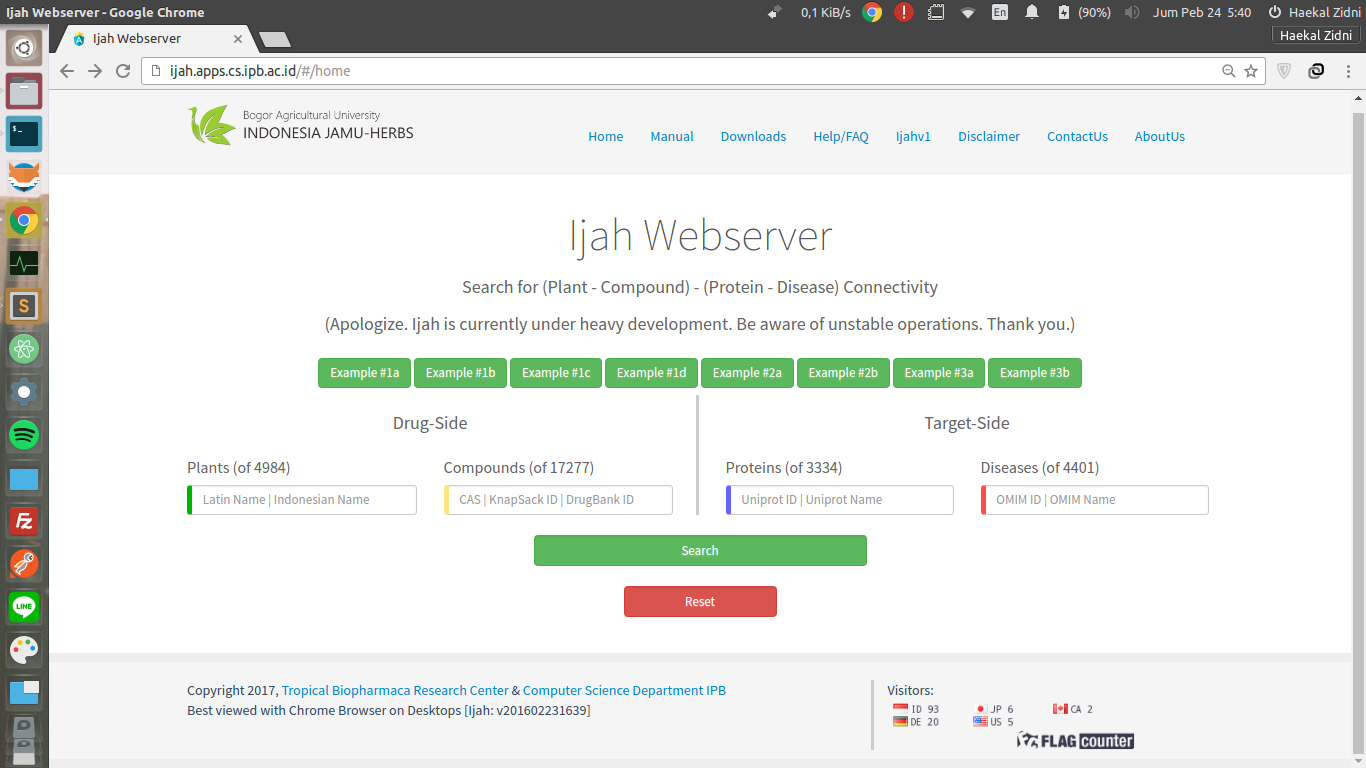 Ijah Webserver - Google Chrome
0,1 KiB/s
En
(90%)
Jum Peb 24 5:40
Haekal Zidni
Ijah Webserver
Haekal Zidni
ijah.apps.cs.ipb.ac.id/#/home
Bogor Agricultural University
INDONESIA JAMU-HERBS
Home Manual Downloads Help/FAQ Ijahv1 Disclaimer ContactUs AboutUs
Ijah Webserver
Search for (Plant - Compound) - (Protein - Disease) Connectivity
(Apologize. Ijah is currently under heavy development. Be aware of unstable operations. Thank you.)
Example #1a Example #1b Example #1c Example #1d Example #2a Example #2b Example #3a Example #3b
Drug-Side Target-Side
Plants (of 4984) Compounds (of 17277) Proteins (of 3334) Diseases (of 4401)
Latin Name | Indonesian Name CAS | KnapSack ID | DrugBank ID Uniprot ID | Uniprot Name OMIM ID | OMIM Name
Search
Reset
Copyright 2017, Tropical Biopharmaca Research Center & Computer Science Department IPB
Best viewed with Chrome Browser on Desktops [Ijah: v201602231639]
Visitors:
ID 93 JP 6 CA 2
DE 20 US 5
FLAG counter
S
Fz
LINE